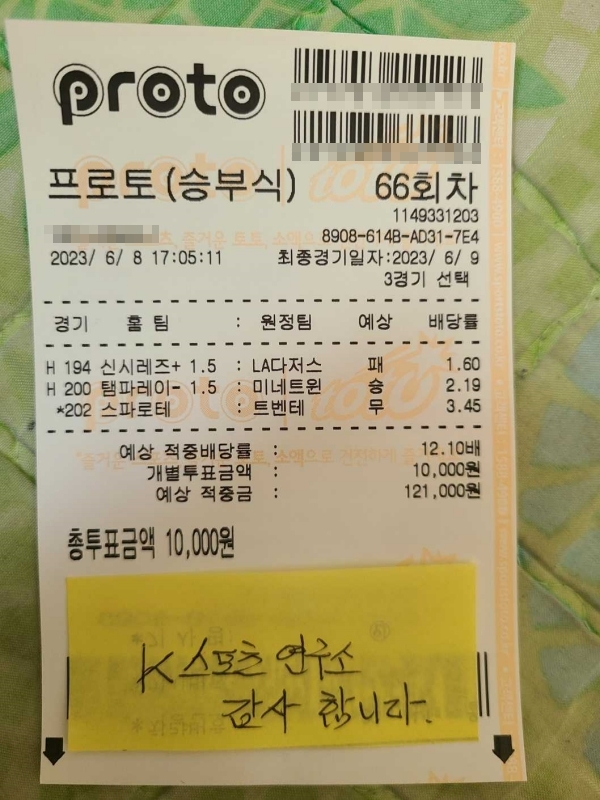 proto
프로토(승부식) 66회차
1149331203
8908-614B-AD31-7E4
2023/ 6/ 8 17:05:11 최종경기일자:2023/ 6/ 9
3경기 선택
경기 홈 팀 : 원정팀 예상 배당률
H 194 신시레즈+ 1.5 : LA다저스 패 1.60
H 200 탬파레이- 1.5 : 미네트윈 승 2.19
*202 스파로테 : 트벤테 무 3.45
예상 적중배당률 : 12.10배
개별투표금액 : 10,000원
예상 적중금 : 121,000원
총투표금액 10,000원
K 스포츠 연구소
감사 합니다.